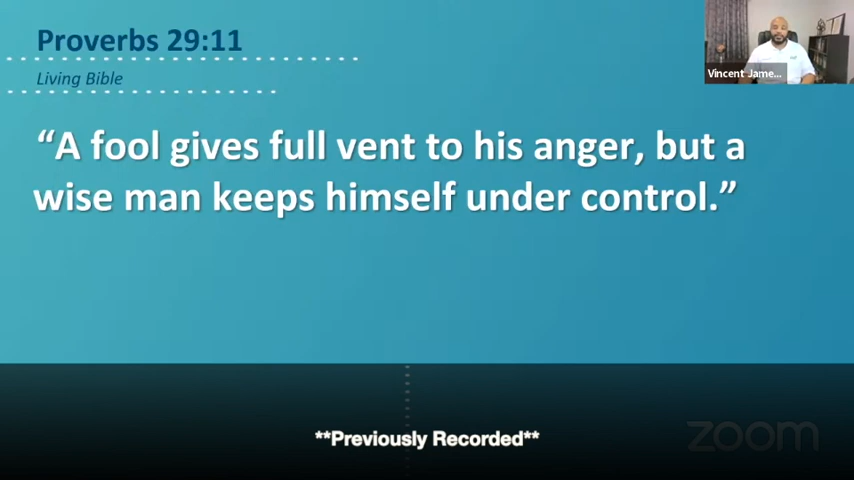 Proverbs 29:11
Living Bible
Vincent Jame...
“A fool gives full vent to his anger, but a
wise man keeps himself under control.”
**Previously Recorded**
zoom